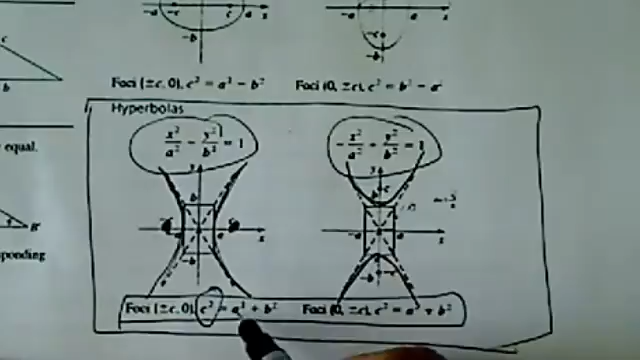 -a -c c a x
-b
-a a x
-c
-b
c
b
Foci (±c, 0), c² = a² − b² Foci (0, ±c), c² = b² − a
Hyperbolas
x²/a² − y²/b² = 1 −x²/a² + y²/b² = 1
equal.
y y
b b c
-c a c x -a a x
-b -b -c
s g°
sponding
Foci (±c, 0), c² = a² + b² Foci (0, ±c), c² = a² + b²